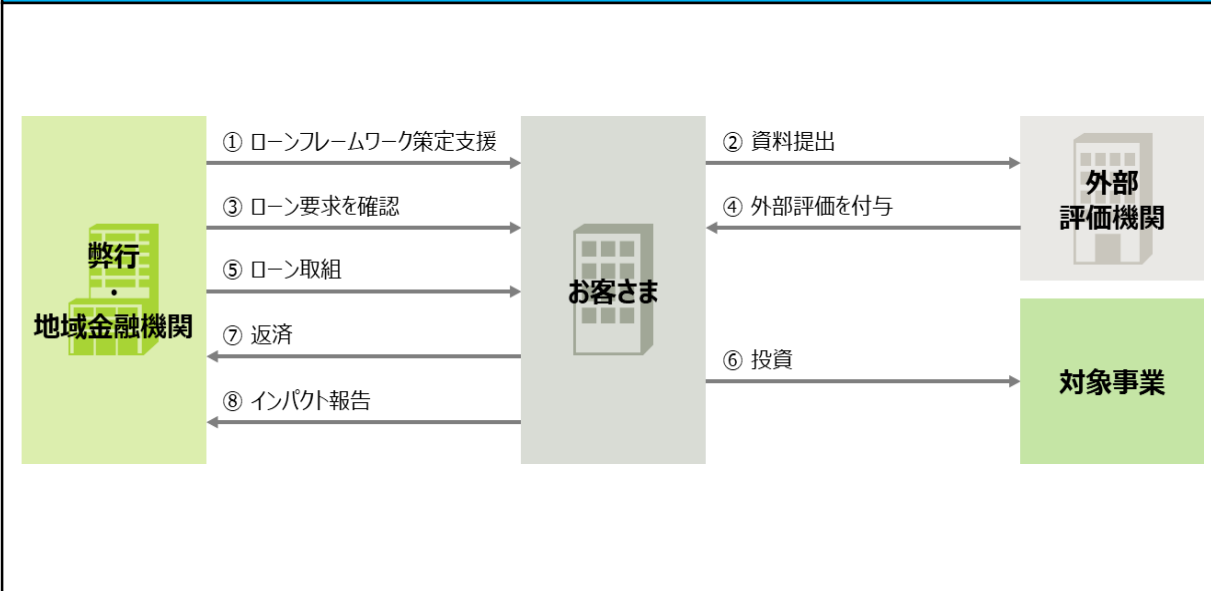 弊行
・
地域金融機関
① ローンフレームワーク策定支援
③ ローン要求を確認
⑤ ローン取組
⑦ 返済
⑧ インパクト報告
お客さま
② 資料提出
④ 外部評価を付与
⑥ 投資
外部
評価機関
対象事業